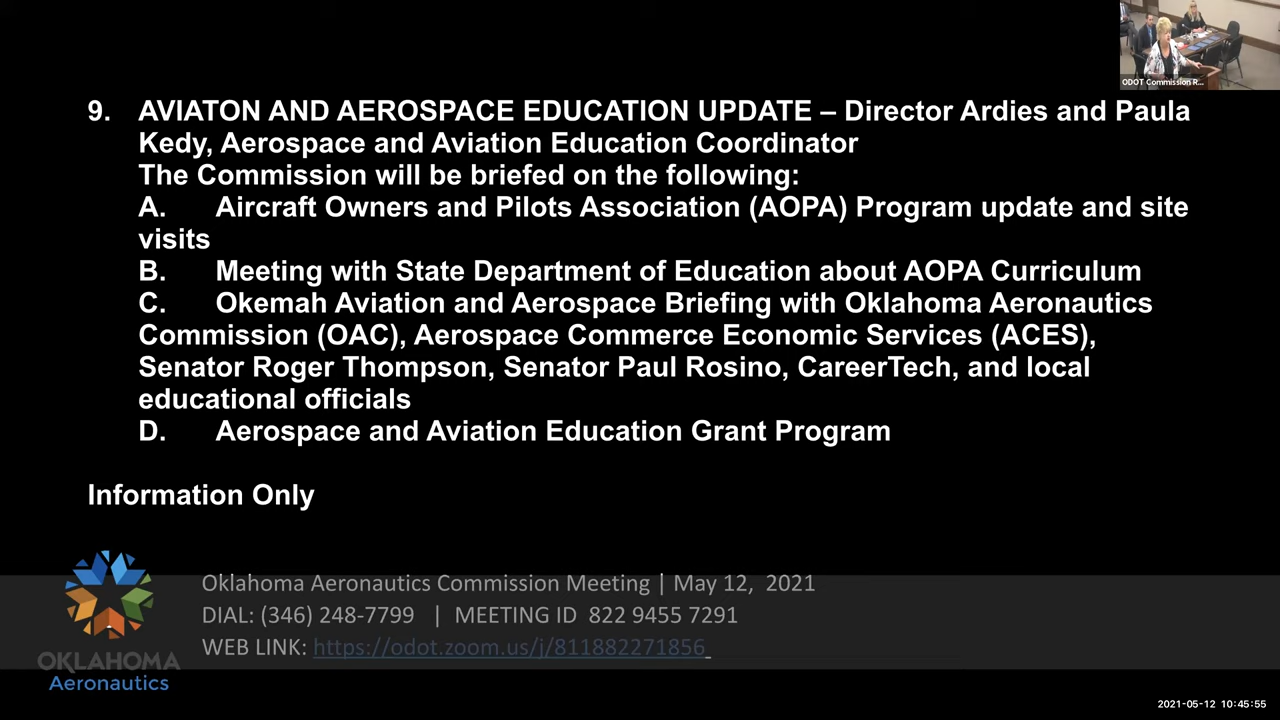 ODOT Commission R...
9. AVIATON AND AEROSPACE EDUCATION UPDATE – Director Ardies and Paula
Kedy, Aerospace and Aviation Education Coordinator
The Commission will be briefed on the following:
A. Aircraft Owners and Pilots Association (AOPA) Program update and site
visits
B. Meeting with State Department of Education about AOPA Curriculum
C. Okemah Aviation and Aerospace Briefing with Oklahoma Aeronautics
Commission (OAC), Aerospace Commerce Economic Services (ACES),
Senator Roger Thompson, Senator Paul Rosino, CareerTech, and local
educational officials
D. Aerospace and Aviation Education Grant Program
Information Only
Oklahoma Aeronautics Commission Meeting | May 12, 2021
DIAL: (346) 248-7799 | MEETING ID 822 9455 7291
WEB LINK: https://odot.zoom.us/j/811882271856
OKLAHOMA
Aeronautics
2021-05-12 10:45:55